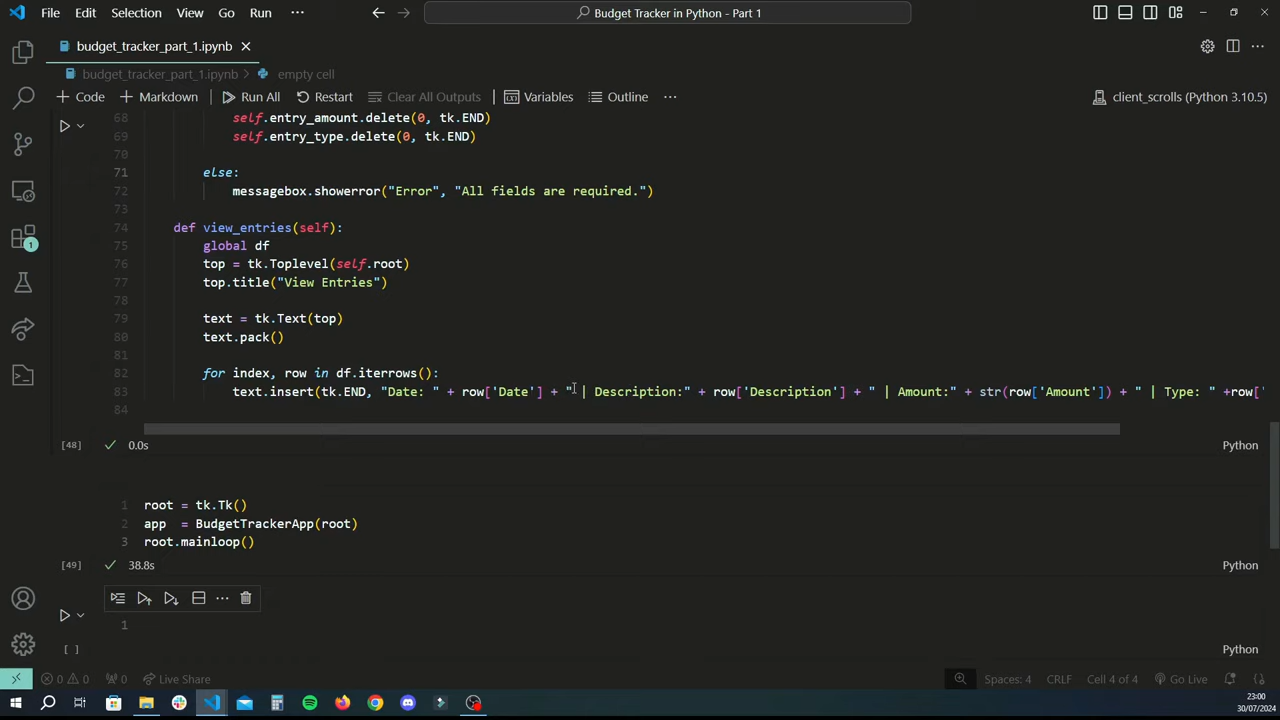 File Edit Selection View Go Run ··· Budget Tracker in Python - Part 1
budget_tracker_part_1.ipynb
budget_tracker_part_1.ipynb > empty cell
+ Code + Markdown Run All Restart Clear All Outputs Variables Outline ··· client_scrolls (Python 3.10.5)
68 self.entry_amount.delete(0, tk.END)
69 self.entry_type.delete(0, tk.END)
70
71 else:
72 messagebox.showerror("Error", "All fields are required.")
73
74 def view_entries(self):
75 global df
76 top = tk.Toplevel(self.root)
77 top.title("View Entries")
78
79 text = tk.Text(top)
80 text.pack()
81
82 for index, row in df.iterrows():
83 text.insert(tk.END, "Date: " + row['Date'] + " | Description:" + row['Description'] + " | Amount:" + str(row['Amount']) + " | Type: " +row['
84
[48] 0.0s Python
1 root = tk.Tk()
2 app = BudgetTrackerApp(root)
3 root.mainloop()
[49] 38.8s Python
1
[ ] Python
0 0 0 Live Share Spaces: 4 CRLF Cell 4 of 4 Go Live
23:00
30/07/2024